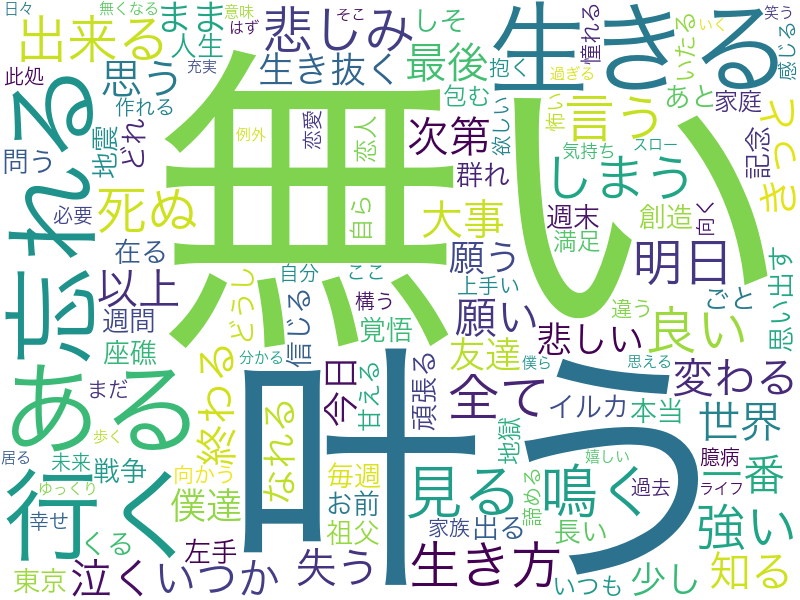 日々
無くなる
意味
はず
そこ
まま
悲しみ
しそ
生きる
憧れる
笑う
いく
感じる
出来る
人生
充実
生き抜く
最後
抱く
過ぎる
いたる
此処
思う
作れる
例外
恋愛
恋人
包む
怖い
あと
家庭
欲しい
言う
きっと
忘れる
地震
どれ
無い
次第
気持ち
スロー
記念
問う
群れ
しまう
死ぬ
必要
自ら
大事
週末
創造
向く
在る
願う
満足
明日
思い出す
以上
どうし
自分
ここ
上手い
違う
ごと
週間
信じる
構う
覚悟
願い
悲しい
良い
座礁
分かる
友達
僕ら
思える
変わる
ある
まだ
終わる
今日
甘える
頑張る
全て
イルカ
本当
世界
歩く
なれる
叶う
地獄
嬉しい
臆病
一番
居る
未来
戦争
向かう
毎週
見る
鳴く
過去
ライフ
行く
ゆっくり
幸せ
僕達
お前
諦める
強い
くる
左手
祖父
家族
出る
長い
東京
泣く
いつか
失う
生き方
いつも
少し
知る